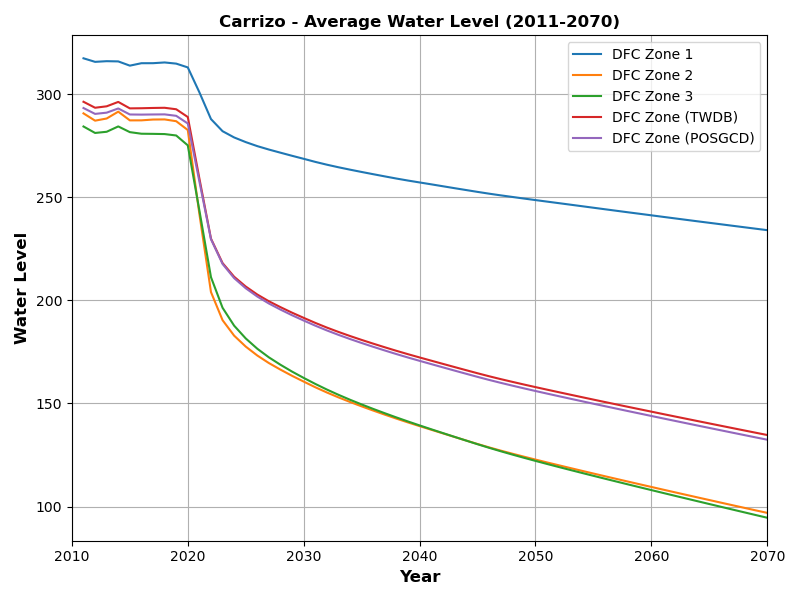 Carrizo - Average Water Level (2011-2070)
DFC Zone 1
DFC Zone 2
DFC Zone 3
DFC Zone (TWDB)
DFC Zone (POSGCD)
Water Level
300
250
200
150
100
2010 2020 2030 2040 2050 2060 2070
Year